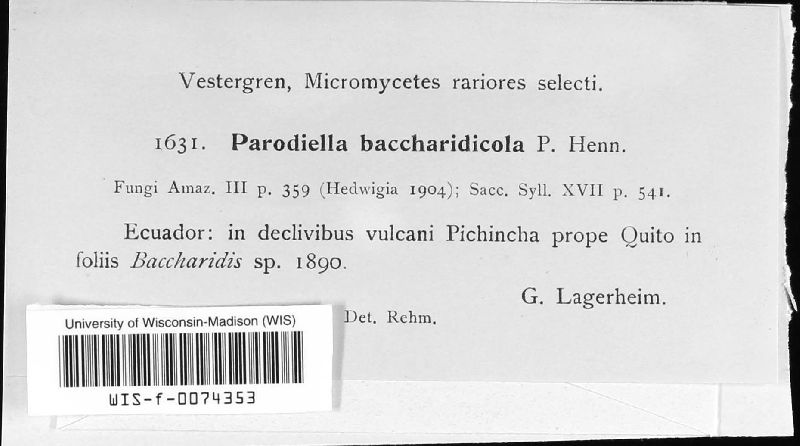 Vestergren, Micromycetes rariores selecti.
1631. Parodiella baccharidicola P. Henn.
Fungi Amaz. III p. 359 (Hedwigia 1904); Sacc. Syll. XVII p. 541.
Ecuador: in declivibus vulcani Pichincha prope Quito in
foliis Baccharidis sp. 1890.
G. Lagerheim.
Det. Rehm.
University of Wisconsin-Madison (WIS)
WIS-f-0074353